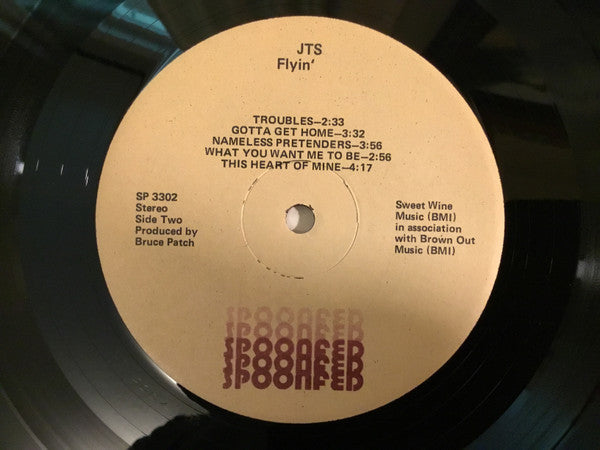 JTS
Flyin'
TROUBLES—2:33
GOTTA GET HOME—3:32
NAMELESS PRETENDERS—3:56
WHAT YOU WANT ME TO BE—2:56
THIS HEART OF MINE—4:17
SP 3302
Stereo
Side Two
Produced by
Bruce Patch
Sweet Wine
Music (BMI)
in association
with Brown Out
Music (BMI)
SPOONFED
SPOONFED
SPOONFED
SPOONFED
SPOONFED